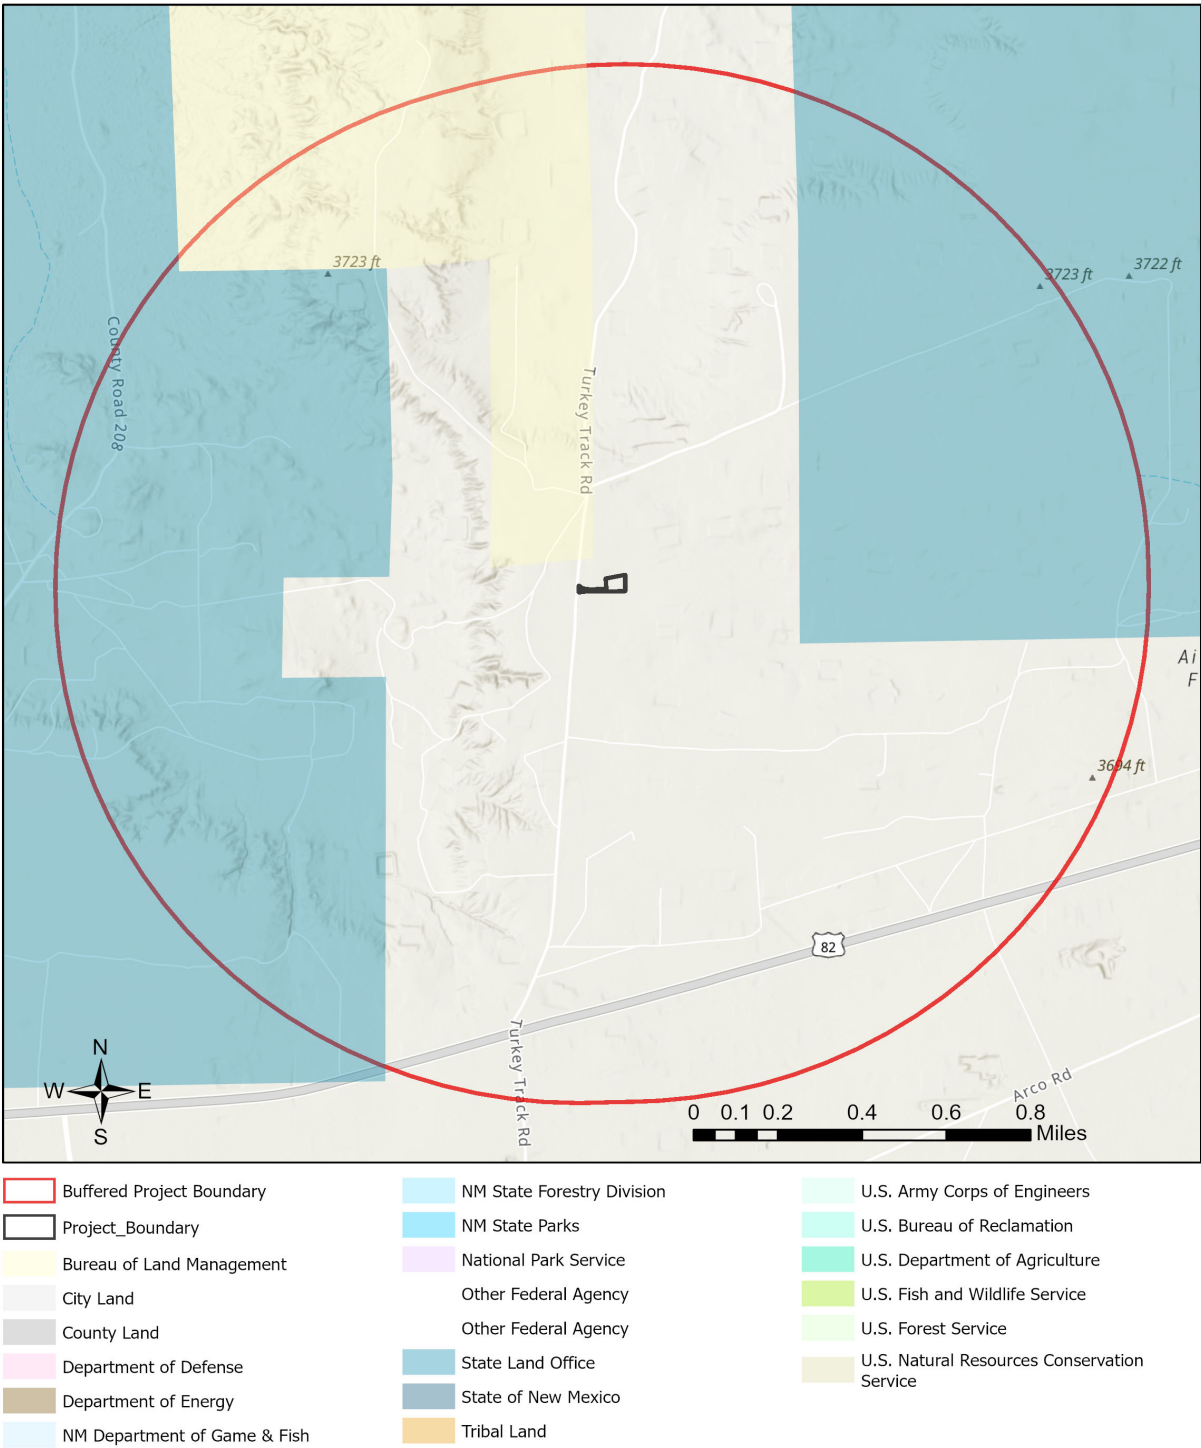 3723 ft
3723 ft
3722 ft
County Road 208
Turkey Track Rd
Ai
F
3694 ft
82
Turkey Track Rd
Arco Rd
N
W
E
S
0 0.1 0.2 0.4 0.6 0.8
Miles
Buffered Project Boundary
Project_Boundary
Bureau of Land Management
City Land
County Land
Department of Defense
Department of Energy
NM Department of Game & Fish
NM State Forestry Division
NM State Parks
National Park Service
Other Federal Agency
Other Federal Agency
State Land Office
State of New Mexico
Tribal Land
U.S. Army Corps of Engineers
U.S. Bureau of Reclamation
U.S. Department of Agriculture
U.S. Fish and Wildlife Service
U.S. Forest Service
U.S. Natural Resources Conservation
Service